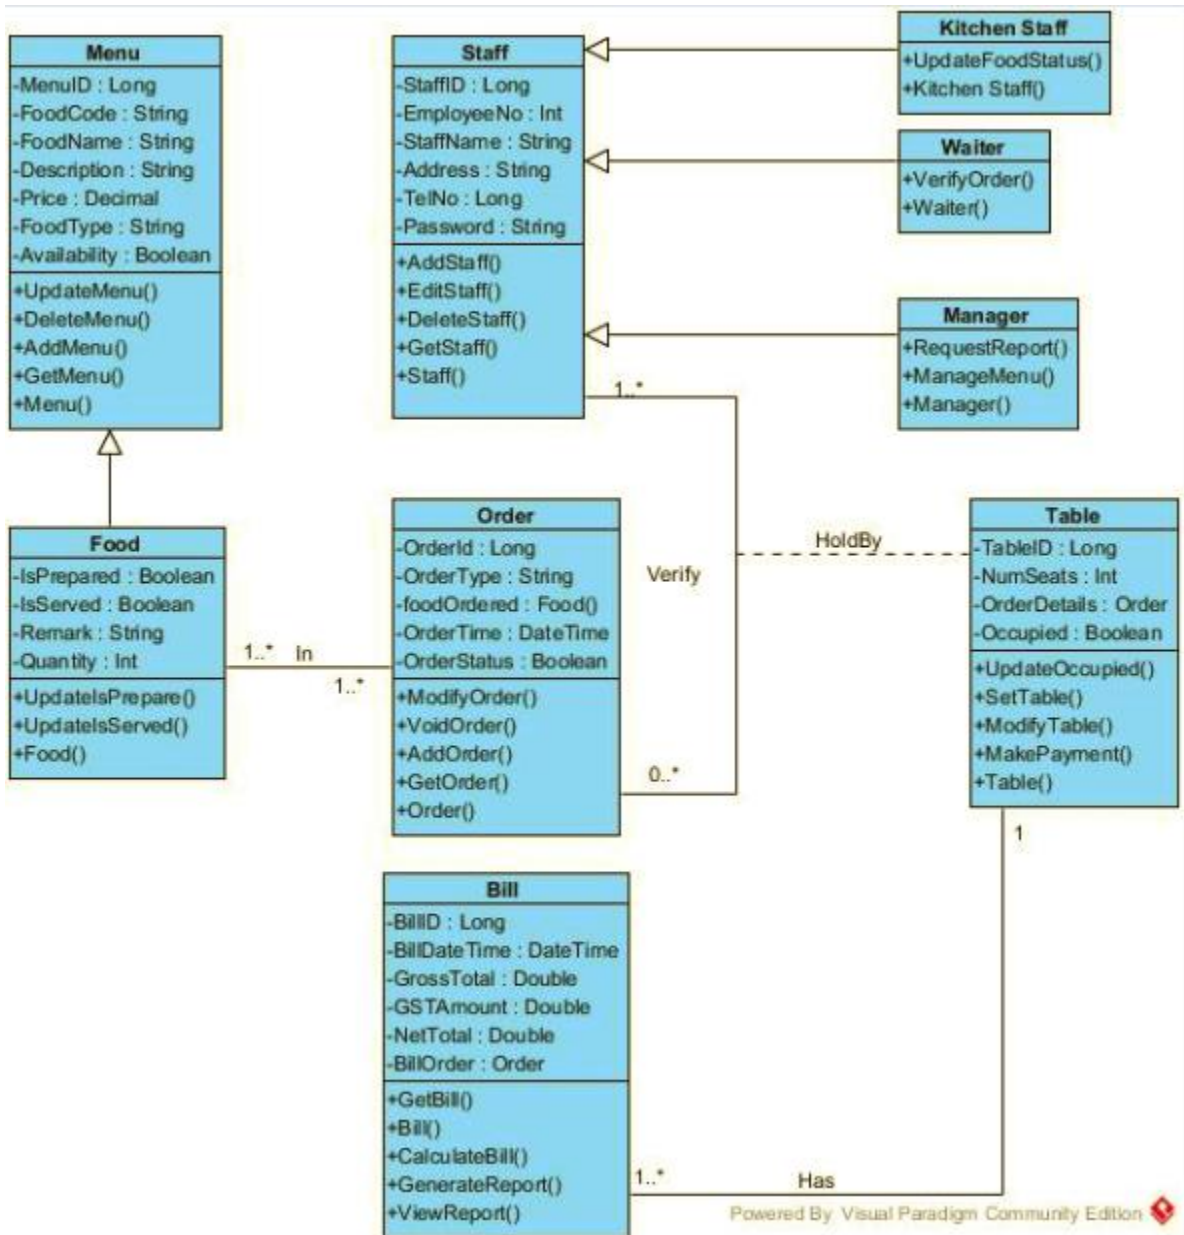 Menu
-MenuID : Long
-FoodCode : String
-FoodName : String
-Description : String
-Price : Decimal
-FoodType : String
-Availability : Boolean
+UpdateMenu()
+DeleteMenu()
+AddMenu()
+GetMenu()
+Menu()
Staff
-StaffID : Long
-EmployeeNo : Int
-StaffName : String
-Address : String
-TelNo : Long
-Password : String
+AddStaff()
+EditStaff()
+DeleteStaff()
+GetStaff()
+Staff()
Kitchen Staff
+UpdateFoodStatus()
+Kitchen Staff()
Waiter
+VerifyOrder()
+Waiter()
Manager
+RequestReport()
+ManageMenu()
+Manager()
1..*
Food
-IsPrepared : Boolean
-IsServed : Boolean
-Remark : String
-Quantity : Int
+UpdateIsPrepare()
+UpdateIsServed()
+Food()
1..*
In
1..*
Order
-OrderId : Long
-OrderType : String
-foodOrdered : Food()
-OrderTime : DateTime
-OrderStatus : Boolean
+ModifyOrder()
+VoidOrder()
+AddOrder()
+GetOrder()
+Order()
Verify
0..*
HoldBy
Table
-TableID : Long
-NumSeats : Int
-OrderDetails : Order
-Occupied : Boolean
+UpdateOccupied()
+SetTable()
+ModifyTable()
+MakePayment()
+Table()
1
Bill
-BillID : Long
-BillDateTime : DateTime
-GrossTotal : Double
-GSTAmount : Double
-NetTotal : Double
-BillOrder : Order
+GetBill()
+Bill()
+CalculateBill()
+GenerateReport()
+ViewReport()
1..*
Has
Powered By Visual Paradigm Community Edition